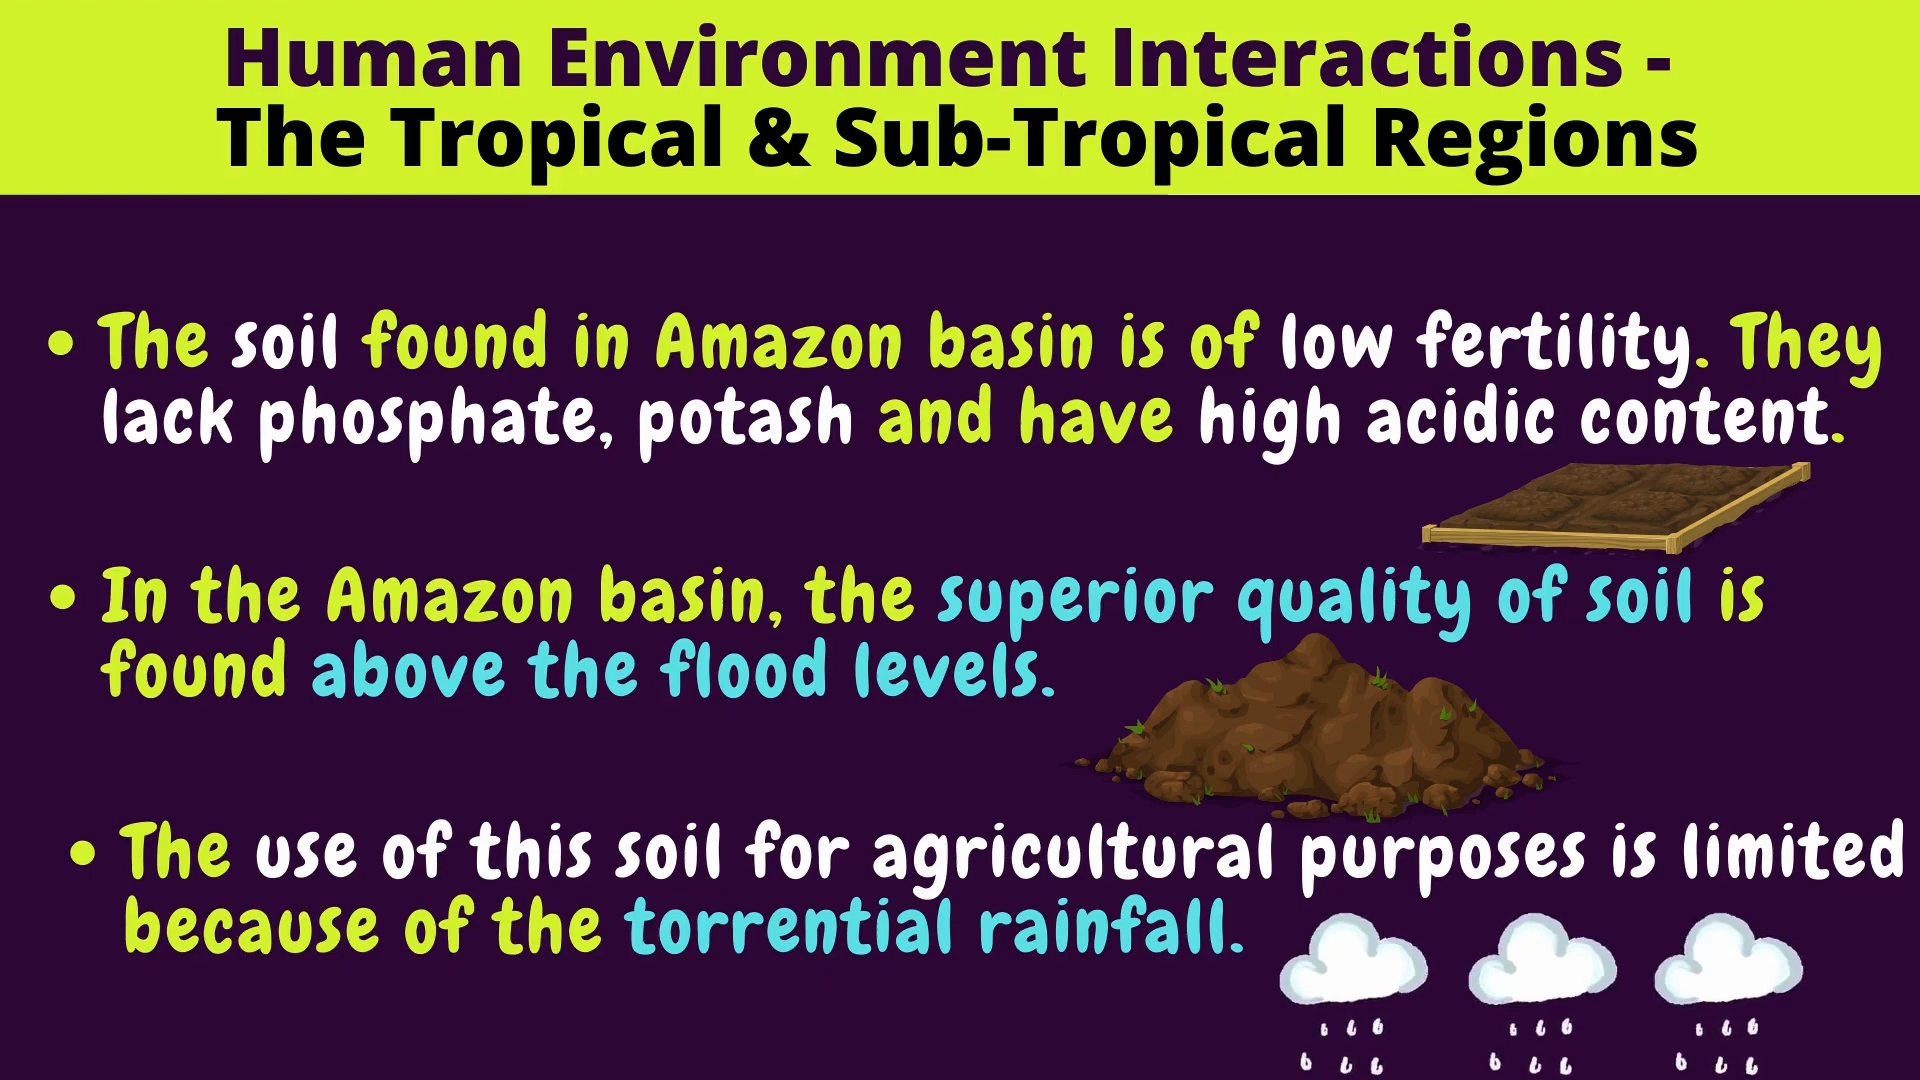 Human Environment Interactions -
The Tropical & Sub-Tropical Regions
• The soil found in Amazon basin is of low fertility. They
lack phosphate, potash and have high acidic content.
• In the Amazon basin, the superior quality of soil is
found above the flood levels.
• The use of this soil for agricultural purposes is limited
because of the torrential rainfall.